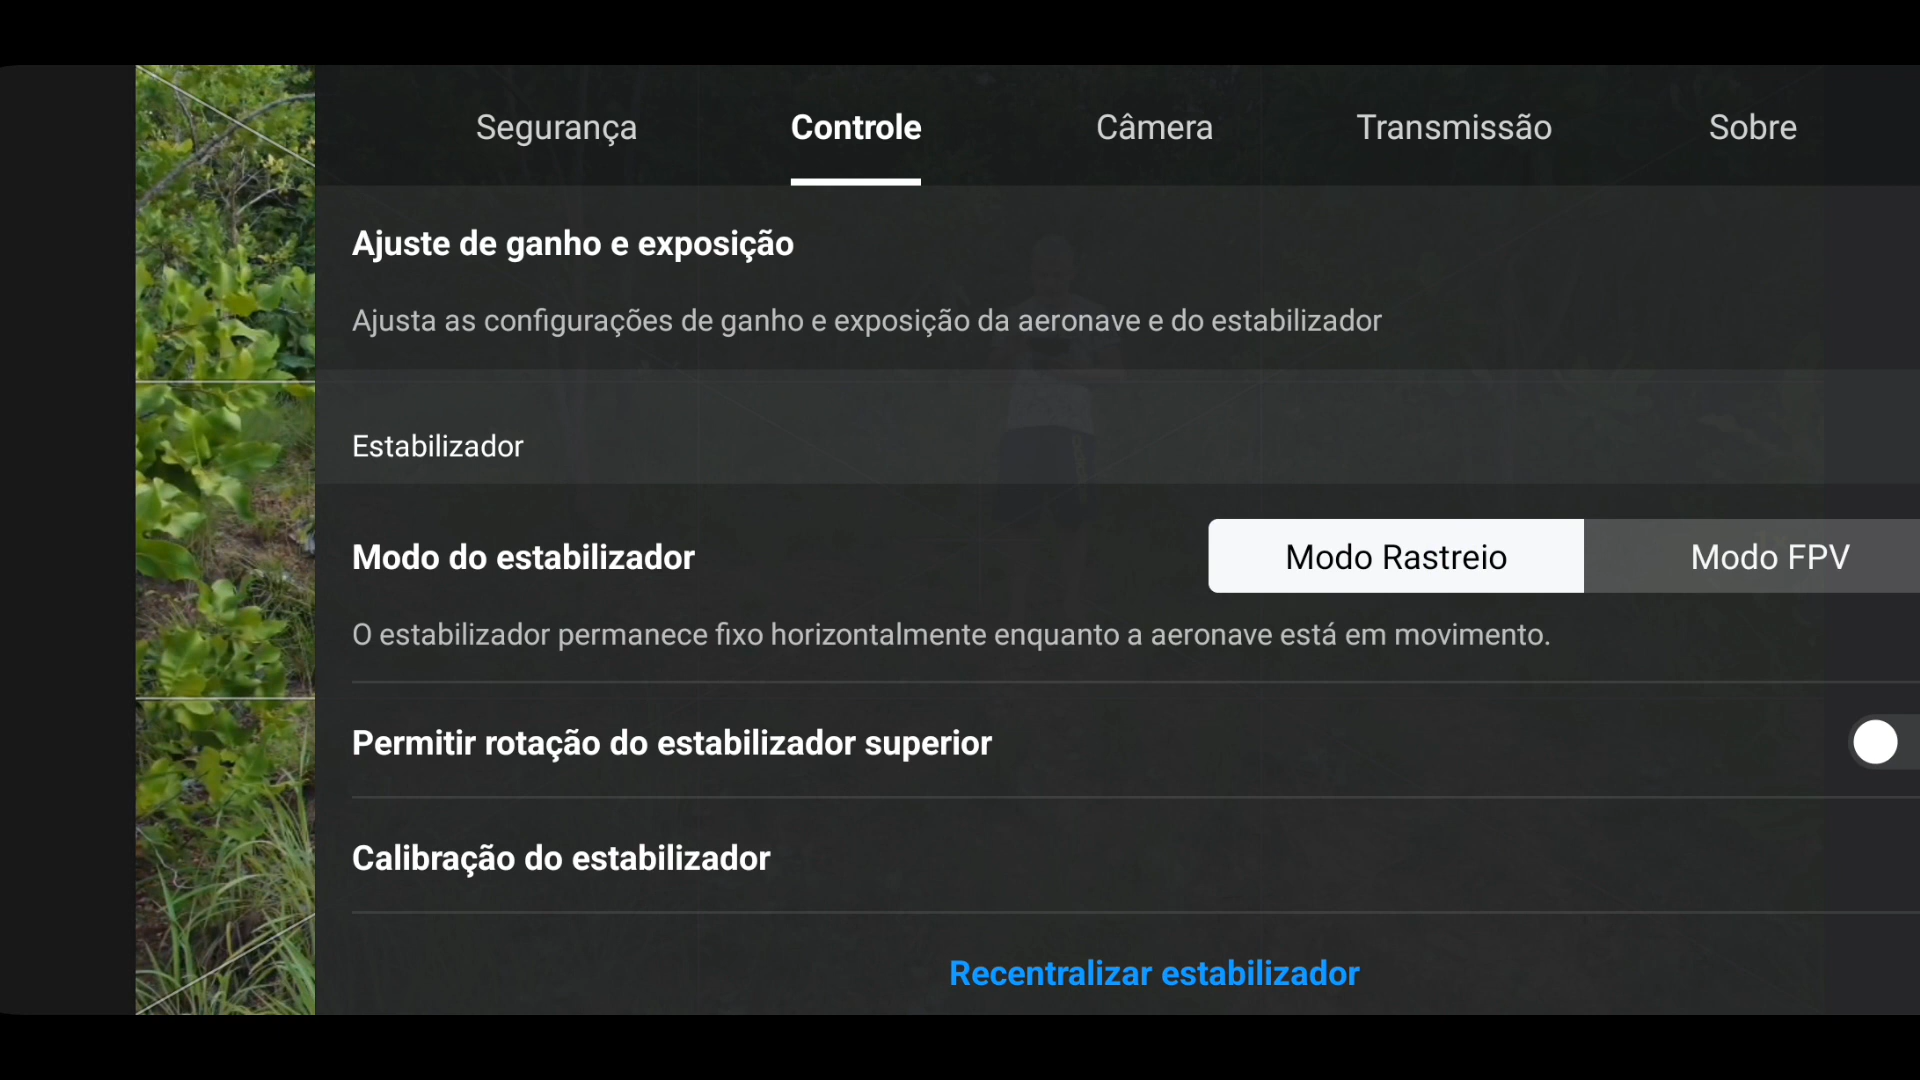 Segurança Controle Câmera Transmissão Sobre
Ajuste de ganho e exposição
Ajusta as configurações de ganho e exposição da aeronave e do estabilizador
Estabilizador
Modo do estabilizador Modo Rastreio Modo FPV
O estabilizador permanece fixo horizontalmente enquanto a aeronave está em movimento.
Permitir rotação do estabilizador superior
Calibração do estabilizador
Recentralizar estabilizador